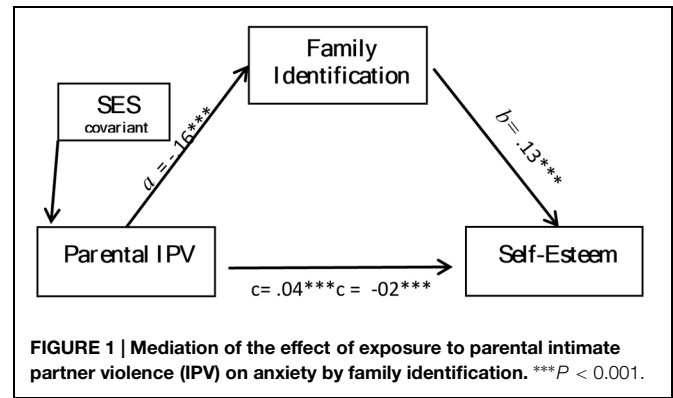 Family
Identification
SES
covariant
a = -.16***
b= .13***
Parental IPV
Self-Esteem
c= .04***c = -02***
FIGURE 1 | Mediation of the effect of exposure to parental intimate
partner violence (IPV) on anxiety by family identification. ***P < 0.001.